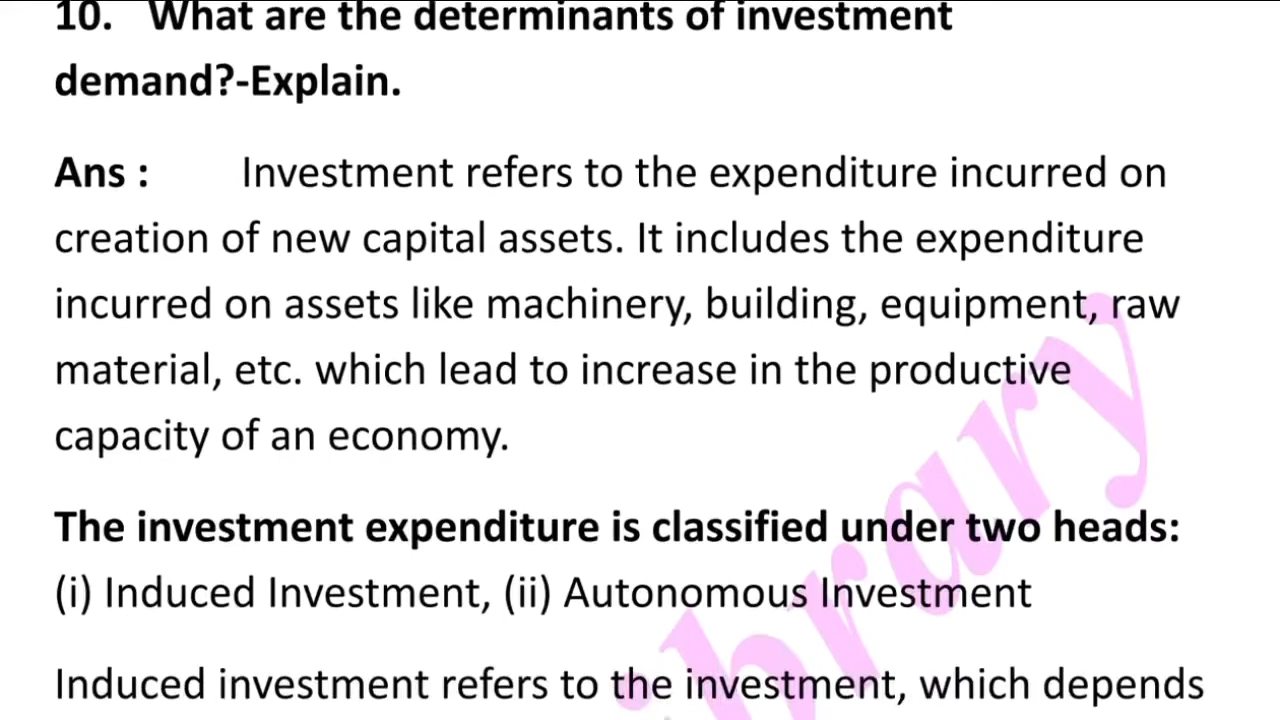 10. What are the determinants of investment
demand?-Explain.
Ans : Investment refers to the expenditure incurred on
creation of new capital assets. It includes the expenditure
incurred on assets like machinery, building, equipment, raw
material, etc. which lead to increase in the productive
capacity of an economy.
The investment expenditure is classified under two heads:
(i) Induced Investment, (ii) Autonomous Investment
Induced investment refers to the investment, which depends